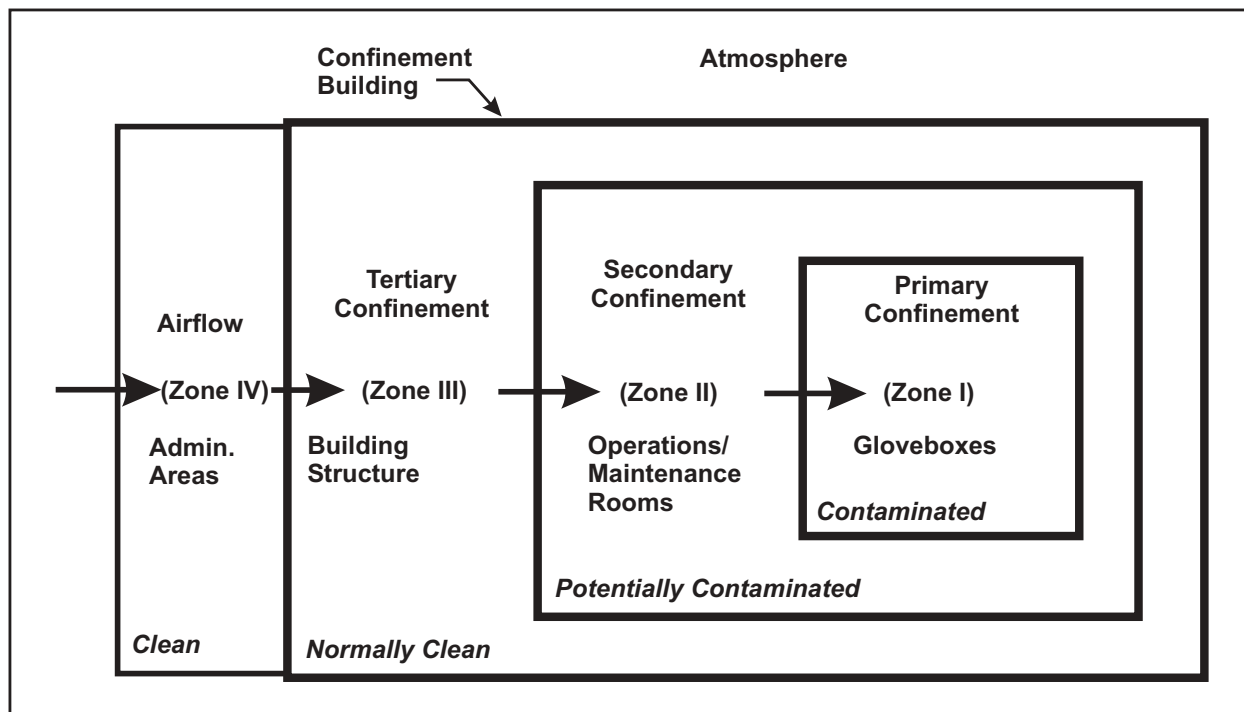 Confinement
Building
Atmosphere
Airflow
(Zone IV)
Admin.
Areas
Clean
Tertiary
Confinement
(Zone III)
Building
Structure
Normally Clean
Secondary
Confinement
(Zone II)
Operations/
Maintenance
Rooms
Potentially Contaminated
Primary
Confinement
(Zone I)
Gloveboxes
Contaminated